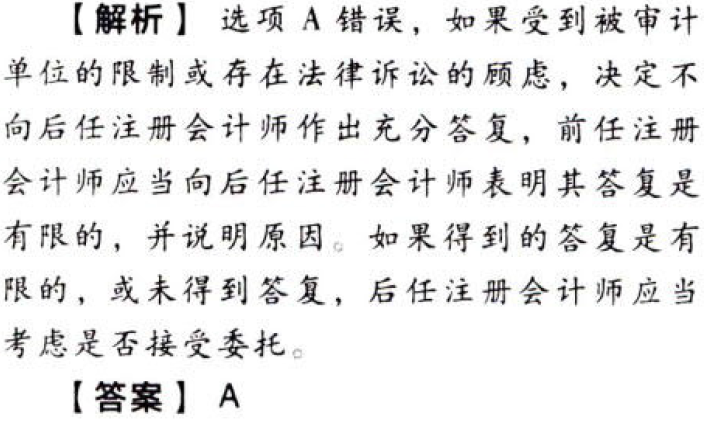 【解析】 选项 A 错误，如果受到被审计
单位的限制或存在法律诉讼的顾虑，决定不
向后任注册会计师作出充分答复，前任注册
会计师应当向后任注册会计师表明其答复是
有限的，并说明原因。如果得到的答复是有
限的，或未得到答复，后任注册会计师应当
考虑是否接受委托。
【答案】 A